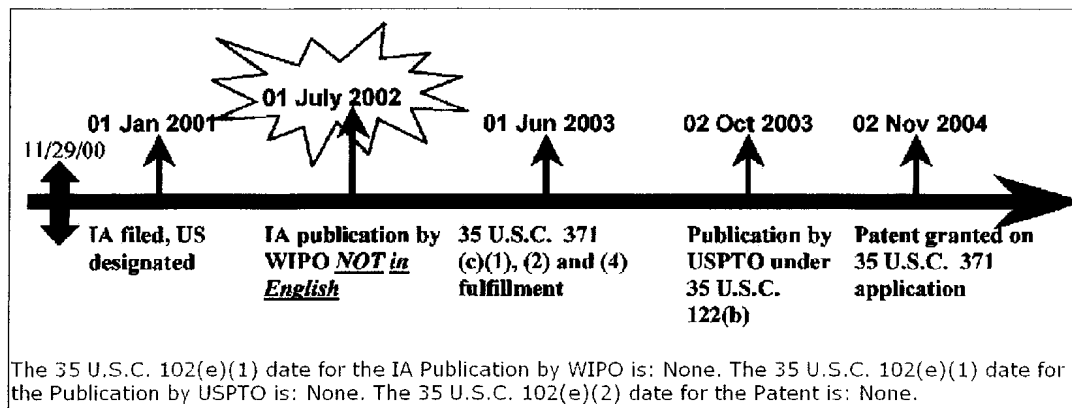 01 July 2002
01 Jan 2001
01 Jun 2003
02 Oct 2003
02 Nov 2004
11/29/00
IA filed, US
designated
IA publication by
WIPO NOT in
English
35 U.S.C. 371
(c)(1), (2) and (4)
fulfillment
Publication by
USPTO under
35 U.S.C.
122(b)
Patent granted on
35 U.S.C. 371
application
The 35 U.S.C. 102(e)(1) date for the IA Publication by WIPO is: None. The 35 U.S.C. 102(e)(1) date for
the Publication by USPTO is: None. The 35 U.S.C. 102(e)(2) date for the Patent is: None.